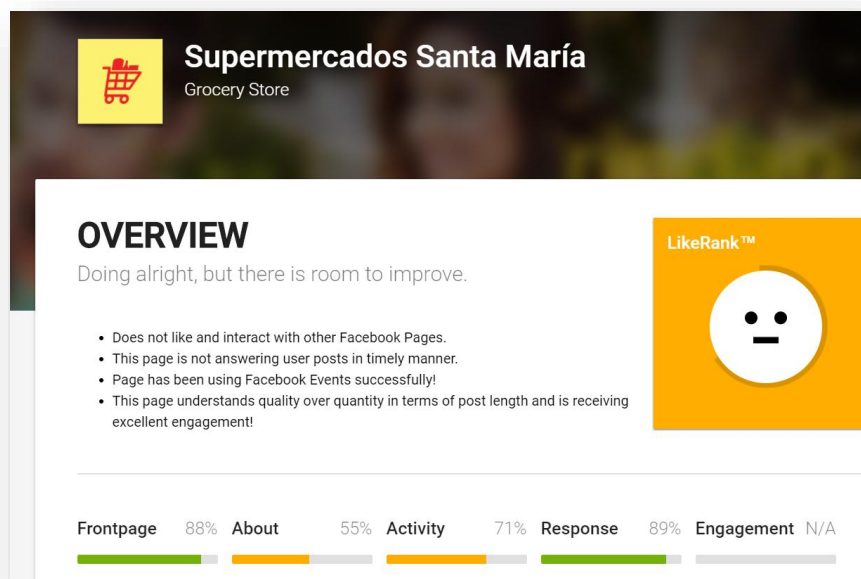 Supermercados Santa María
Grocery Store
OVERVIEW
Doing alright, but there is room to improve.
LikeRank™
• Does not like and interact with other Facebook Pages.
• This page is not answering user posts in timely manner.
• Page has been using Facebook Events successfully!
• This page understands quality over quantity in terms of post length and is receiving
excellent engagement!
Frontpage 88% About 55% Activity 71% Response 89% Engagement N/A